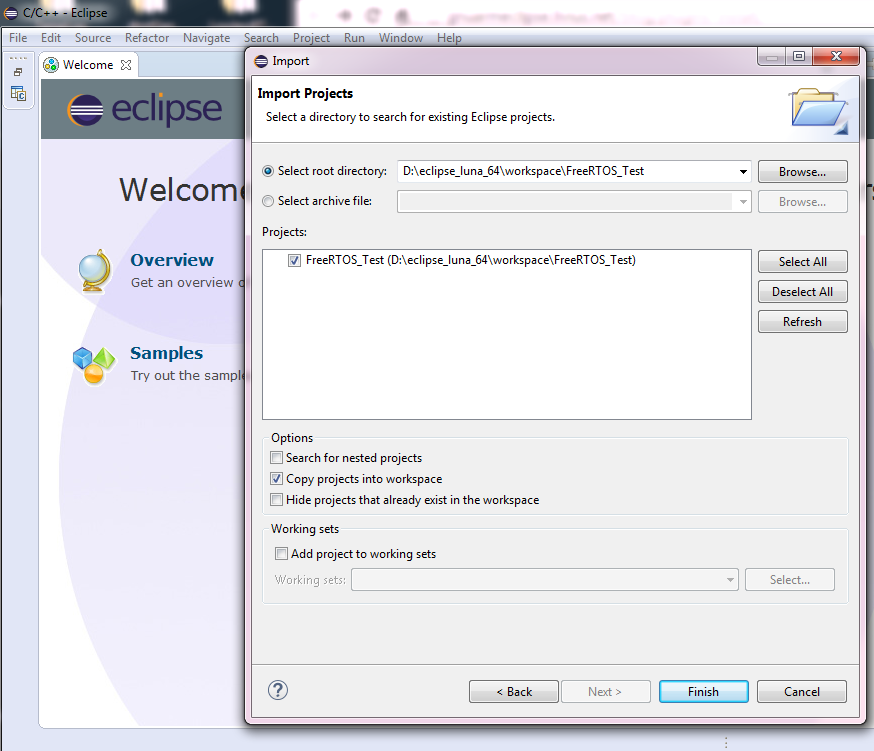 C/C++ - Eclipse
File Edit Source Refactor Navigate Search Project Run Window Help
Welcome
eclipse
Welcom
Overview
Get an overview o
Samples
Try out the sample
Import
Import Projects
Select a directory to search for existing Eclipse projects.
Select root directory: D:\eclipse_luna_64\workspace\FreeRTOS_Test Browse...
Select archive file: Browse...
Projects:
FreeRTOS_Test (D:\eclipse_luna_64\workspace\FreeRTOS_Test)
Select All
Deselect All
Refresh
Options
Search for nested projects
Copy projects into workspace
Hide projects that already exist in the workspace
Working sets
Add project to working sets
Working sets: Select...
< Back Next > Finish Cancel